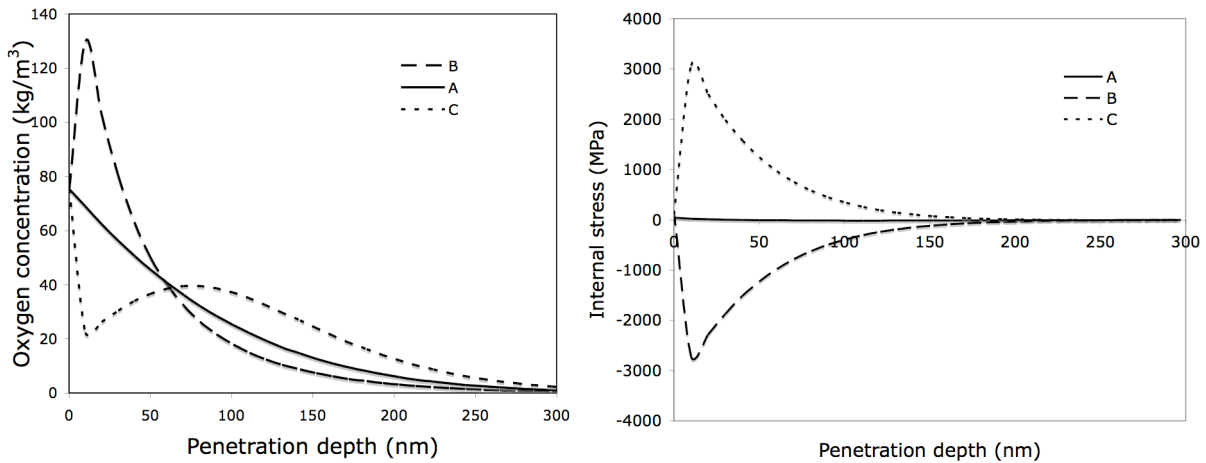 140
120
100
80
60
40
20
0
Oxygen concentration (kg/m³)
B
A
C
0 50 100 150 200 250 300
Penetration depth (nm)
4000
3000
2000
1000
0
-1000
-2000
-3000
-4000
Internal stress (MPa)
A
B
C
0 50 100 150 200 250 300
Penetration depth (nm)